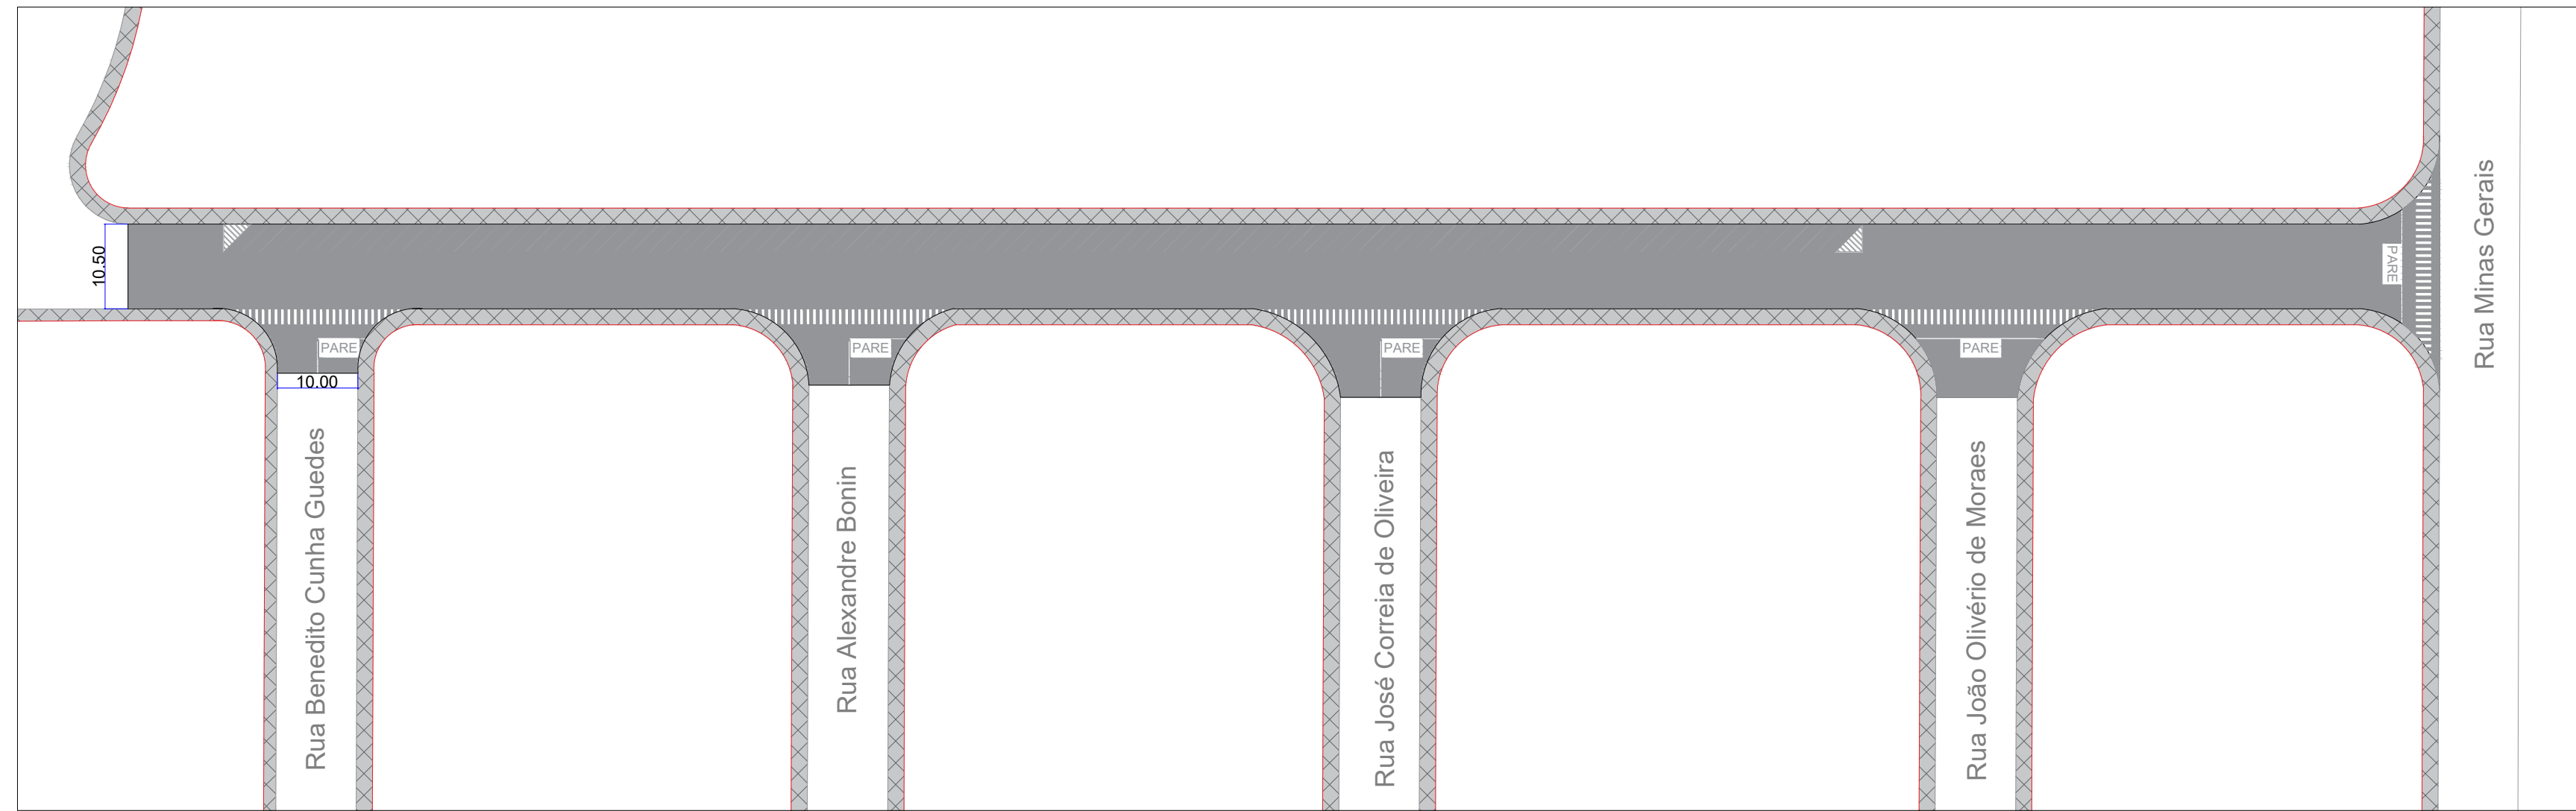 10.50
PARE
Rua Minas Gerais
PARE
PARE
PARE
PARE
10.00
Rua Benedito Cunha Guedes
Rua Alexandre Bonin
Rua José Correia de Oliveira
Rua João Olivério de Moraes